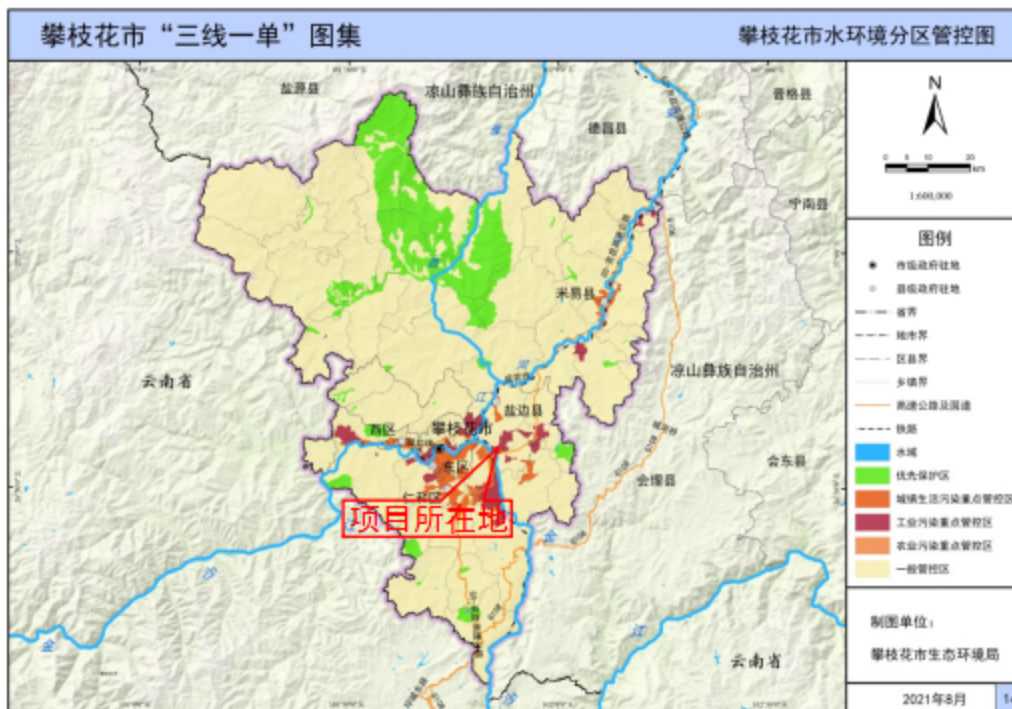 攀枝花市“三线一单”图集
攀枝花市水环境分区管控图
盐源县
凉山彝族自治州
德昌县
普格县
宁南县
米易县
云南省
凉山彝族自治州
盐边县
西区
攀枝花市
东区
仁和区
会理县
会东县
项目所在地
金
沙
江
云南省
N
0 5 10 20
km
1:600,000
图例
市级政府驻地
县级政府驻地
省界
地市界
区县界
乡镇界
高速公路及国道
铁路
水域
优先保护区
城镇生活污染重点管控区
工业污染重点管控区
农业污染重点管控区
一般管控区
制图单位：
攀枝花市生态环境局
2021年8月